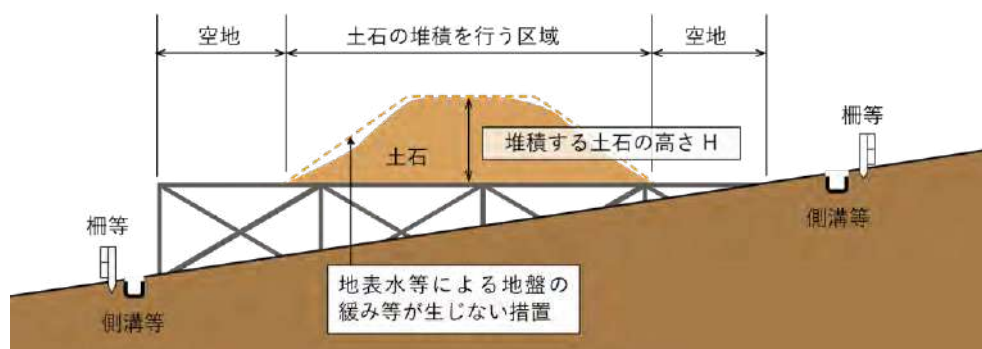 空地
土石の堆積を行う区域
空地
柵等
堆積する土石の高さ H
土石
側溝等
柵等
地表水等による地盤の
緩み等が生じない措置
側溝等